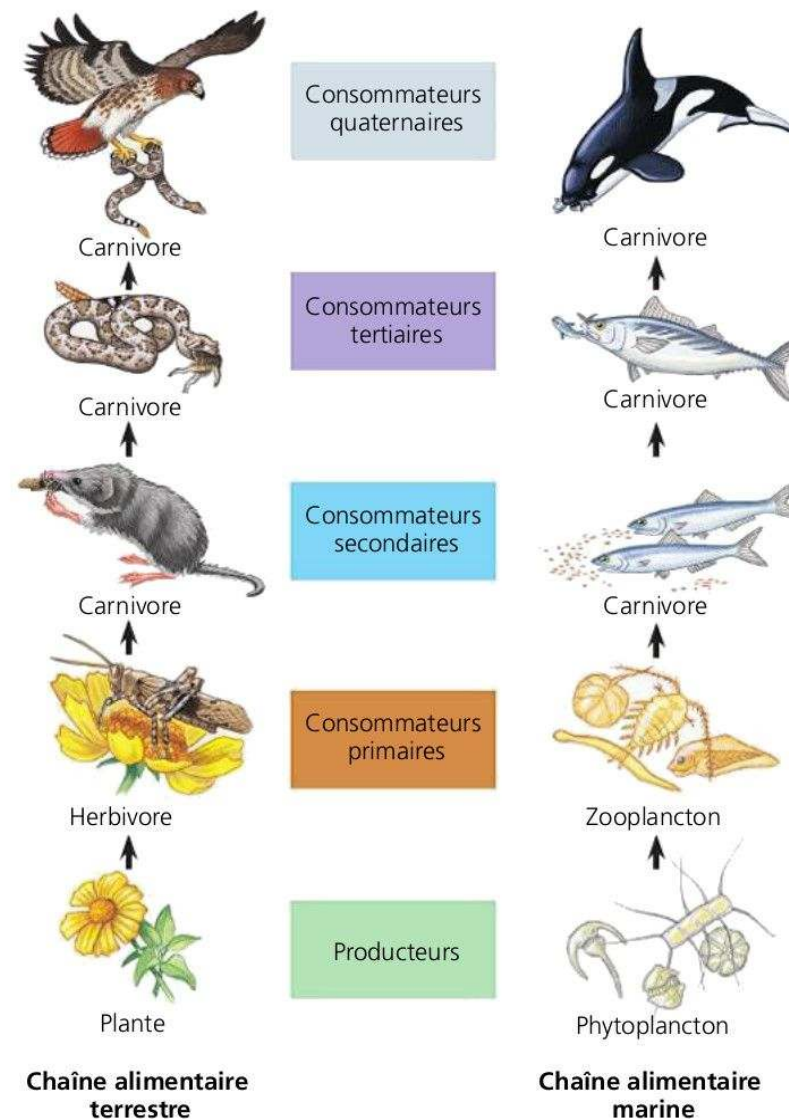 Consommateurs
quaternaires
Carnivore
Carnivore
Consommateurs
tertiaires
Carnivore
Carnivore
Consommateurs
secondaires
Carnivore
Carnivore
Consommateurs
primaires
Herbivore
Zooplancton
Producteurs
Plante
Phytoplancton
Chaîne alimentaire
terrestre
Chaîne alimentaire
marine